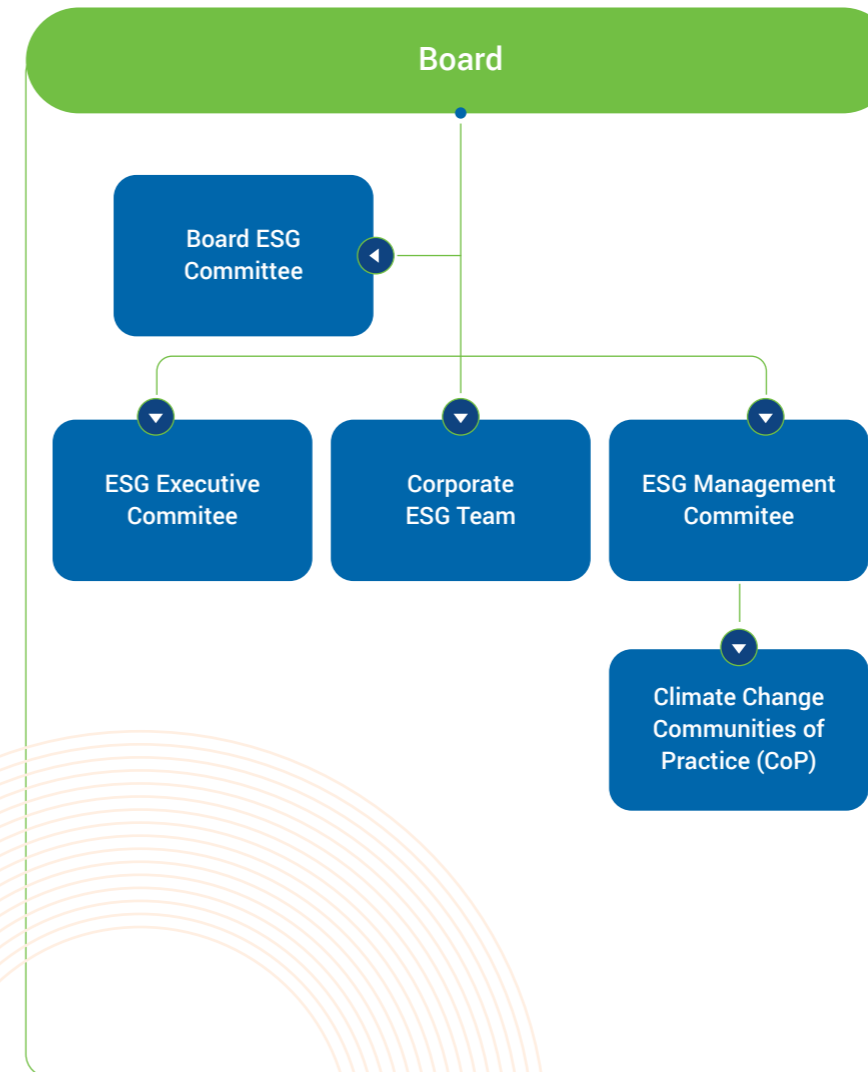 Board
Board ESG
Committee
ESG Executive
Commitee
Corporate
ESG Team
ESG Management
Commitee
Climate Change
Communities of
Practice (CoP)